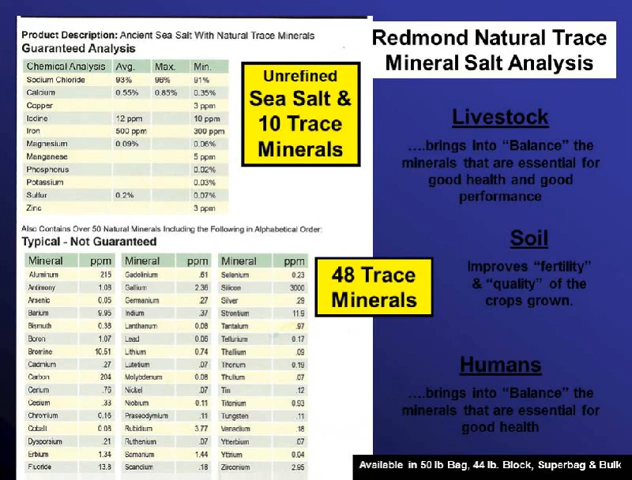 Product Description: Ancient Sea Salt With Natural Trace Minerals
Guaranteed Analysis
Chemical Analysis Avg. Max. Min.
Sodium Chloride 93% 96% 91%
Calcium 0.55% 0.85% 0.35%
Copper 3 ppm
Iodine 12 ppm 10 ppm
Iron 500 ppm 300 ppm
Magnesium 0.09% 0.06%
Manganese 5 ppm
Phosphorus 0.02%
Potassium 0.03%
Sulfur 0.2% 0.07%
Zinc 3 ppm
Also Contains Over 50 Natural Minerals Including the Following in Alphabetical Order:
Typical - Not Guaranteed
Mineral ppm Mineral ppm Mineral ppm
Aluminum 215 Gadolinium .61 Selenium 0.23
Antimony 1.08 Gallium 2.36 Silicon 3000
Arsenic 0.05 Germanium .27 Silver .29
Barium 9.95 Indium .37 Strontium 11.9
Bismuth 0.38 Lanthanum 0.08 Tantalum .97
Boron 1.07 Lead 0.06 Tellurium 0.17
Bromine 10.51 Lithium 0.74 Thallium .09
Cadmium .27 Lutetium .07 Thorium 0.19
Carbon 204 Molybdenum 0.08 Thulium .07
Cerium .76 Nickel .07 Tin .12
Cesium .33 Niobium 0.11 Titanium 0.93
Chromium 0.16 Praseodymium .11 Tungsten .11
Cobalt 0.08 Rubidium 3.77 Vanadium .18
Dysprosium .21 Ruthenium .07 Ytterbium .07
Erbium 1.34 Samarium 1.44 Yttrium 0.04
Fluoride 13.8 Scandium .18 Zirconium 2.95
Unrefined
Sea Salt &
10 Trace
Minerals
48 Trace
Minerals
Redmond Natural Trace
Mineral Salt Analysis
Livestock
….brings into “Balance” the
minerals that are essential for
good health and good
performance
Soil
Improves “fertility”
& “quality” of the
crops grown.
Humans
….brings into “Balance” the
minerals that are essential for
good health
Available in 50 lb Bag, 44 lb. Block, Superbag & Bulk